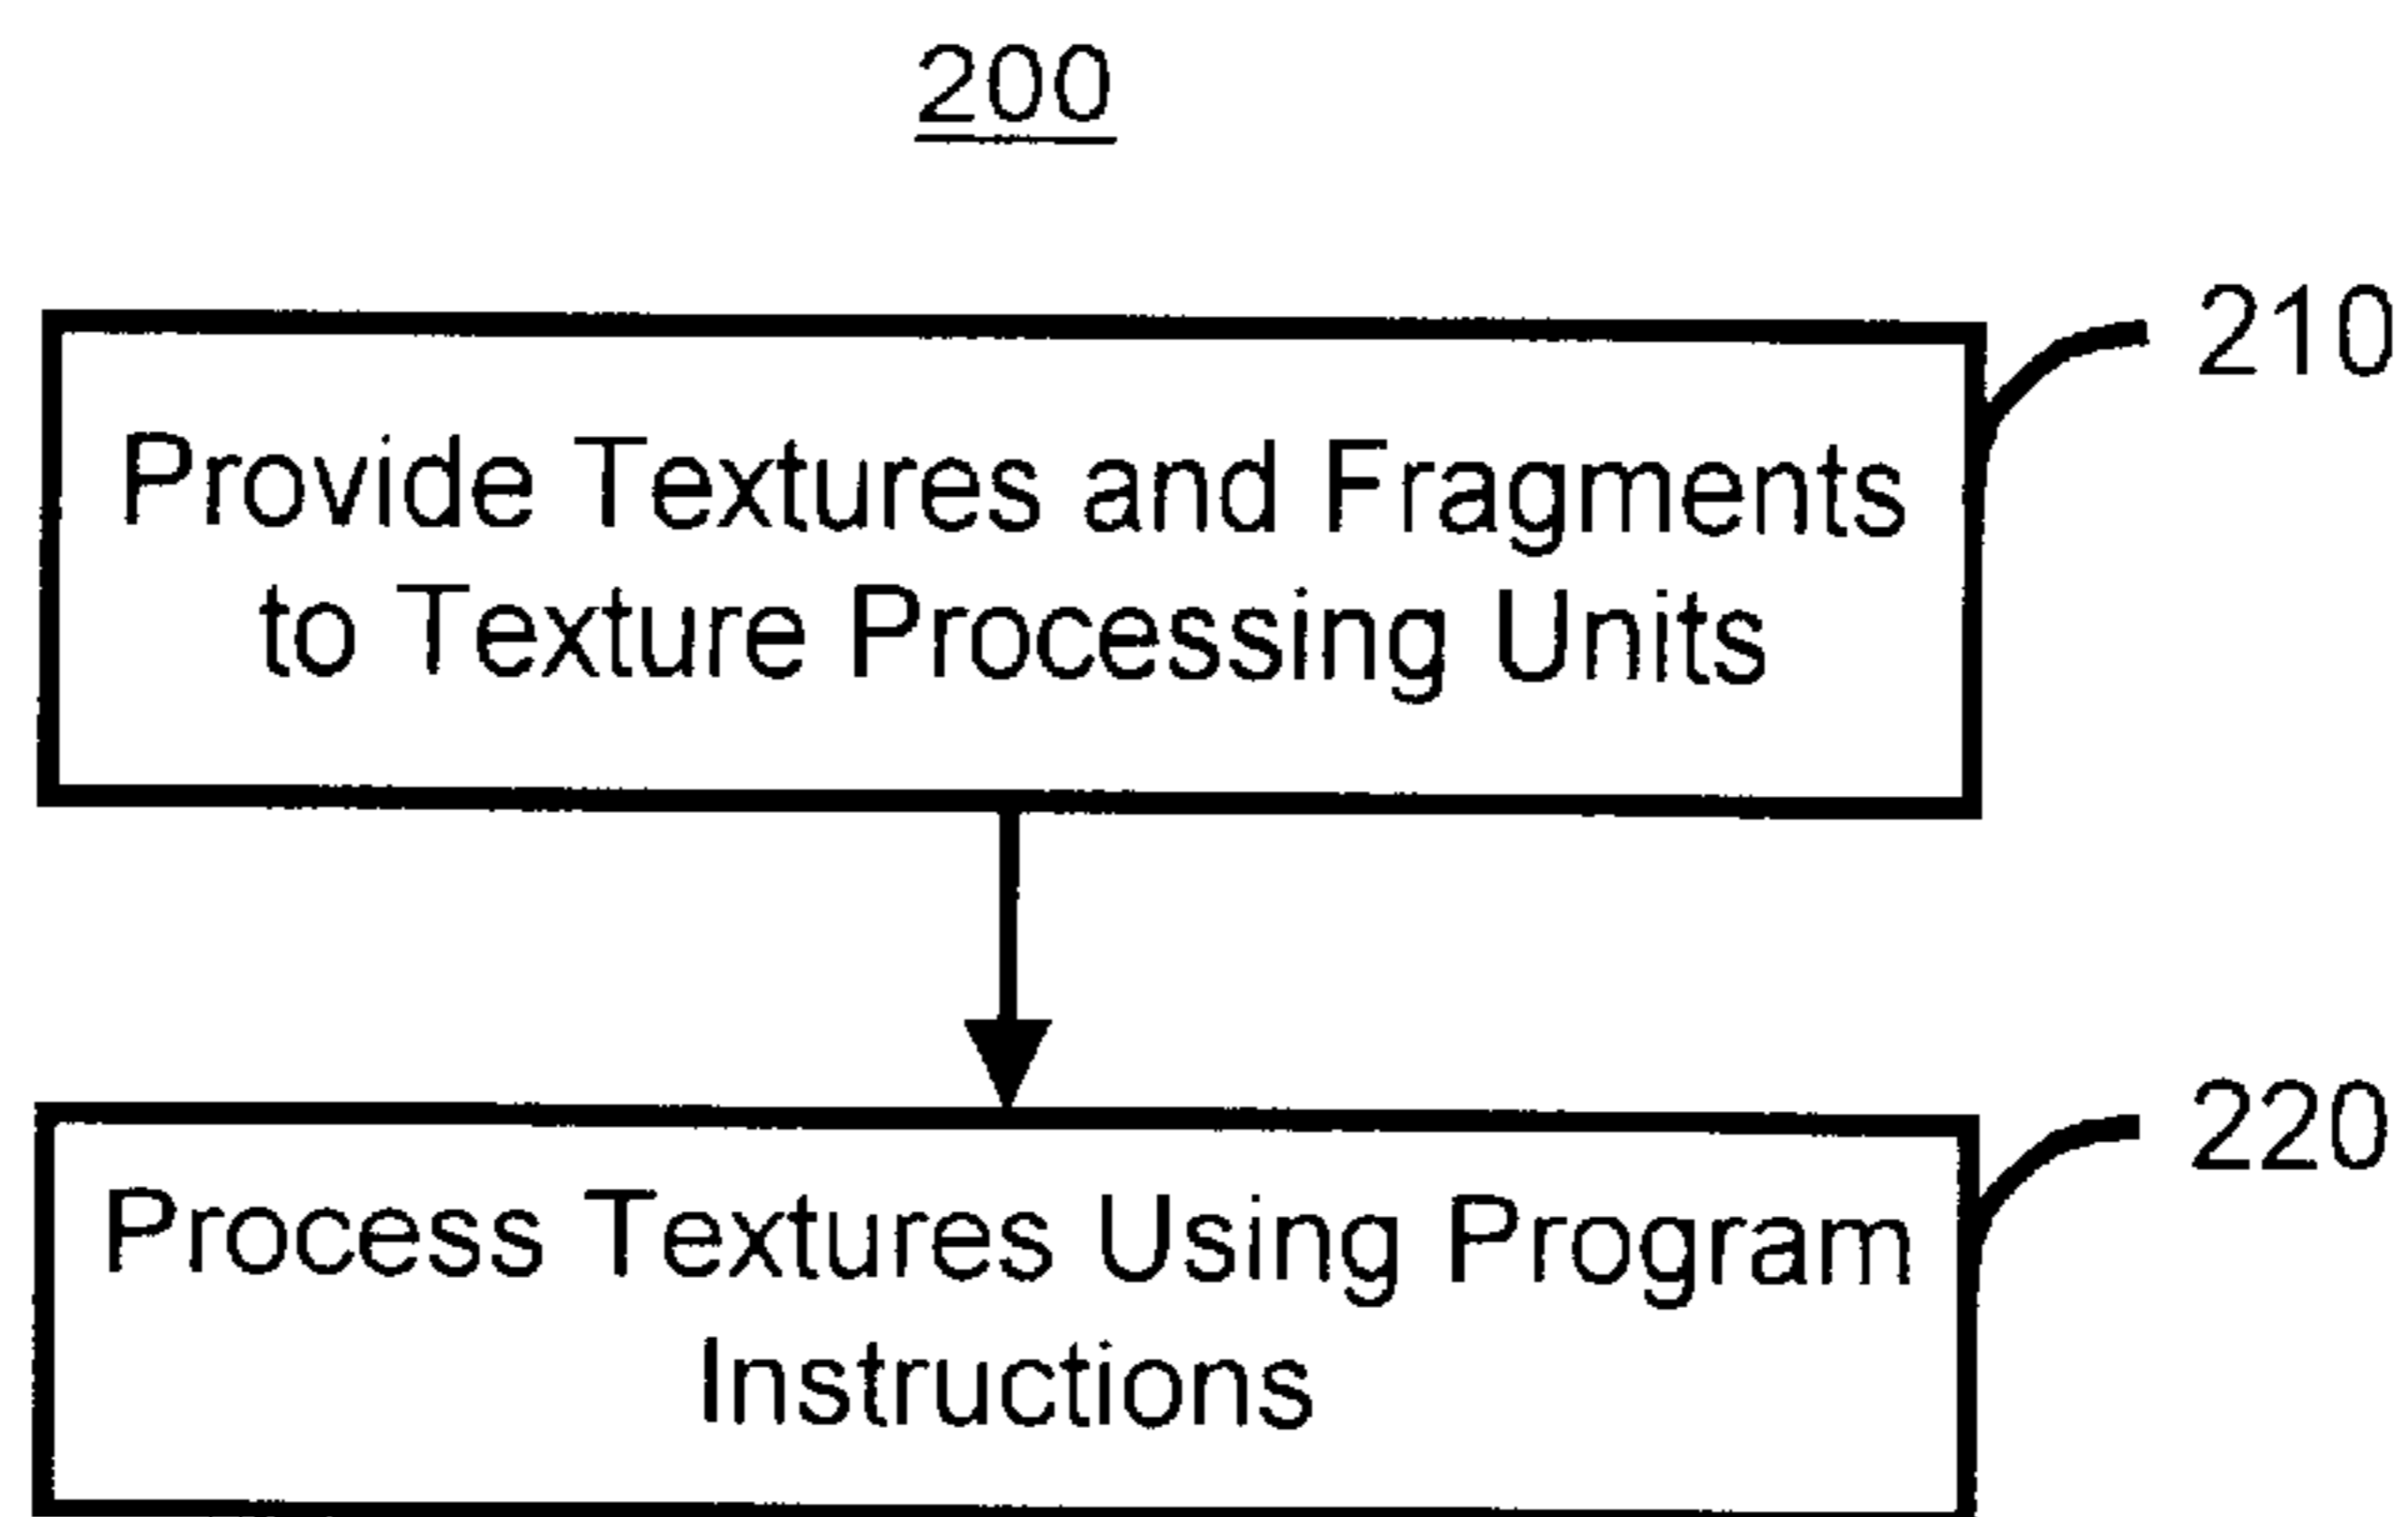 200
210
Provide Textures and Fragments
to Texture Processing Units
220
Process Textures Using Program
Instructions